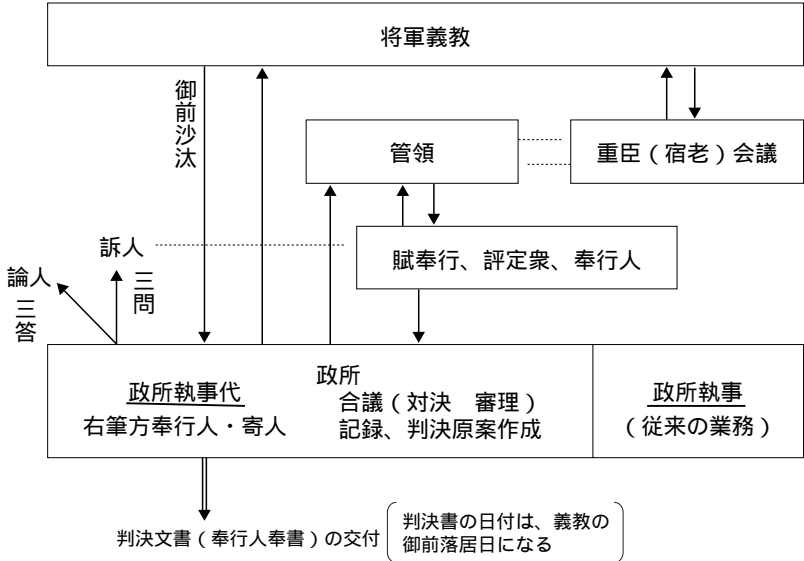 将軍義教
御前沙汰
管領
重臣（宿老）会議
訴人
三問
論人
三答
賦奉行、評定衆、奉行人
政所執事代
右筆方奉行人・寄人
政所
合議（対決　審理）
記録、判決原案作成
政所執事
（従来の業務）
判決文書（奉行人奉書）の交付
判決書の日付は、義教の
御前落居日になる